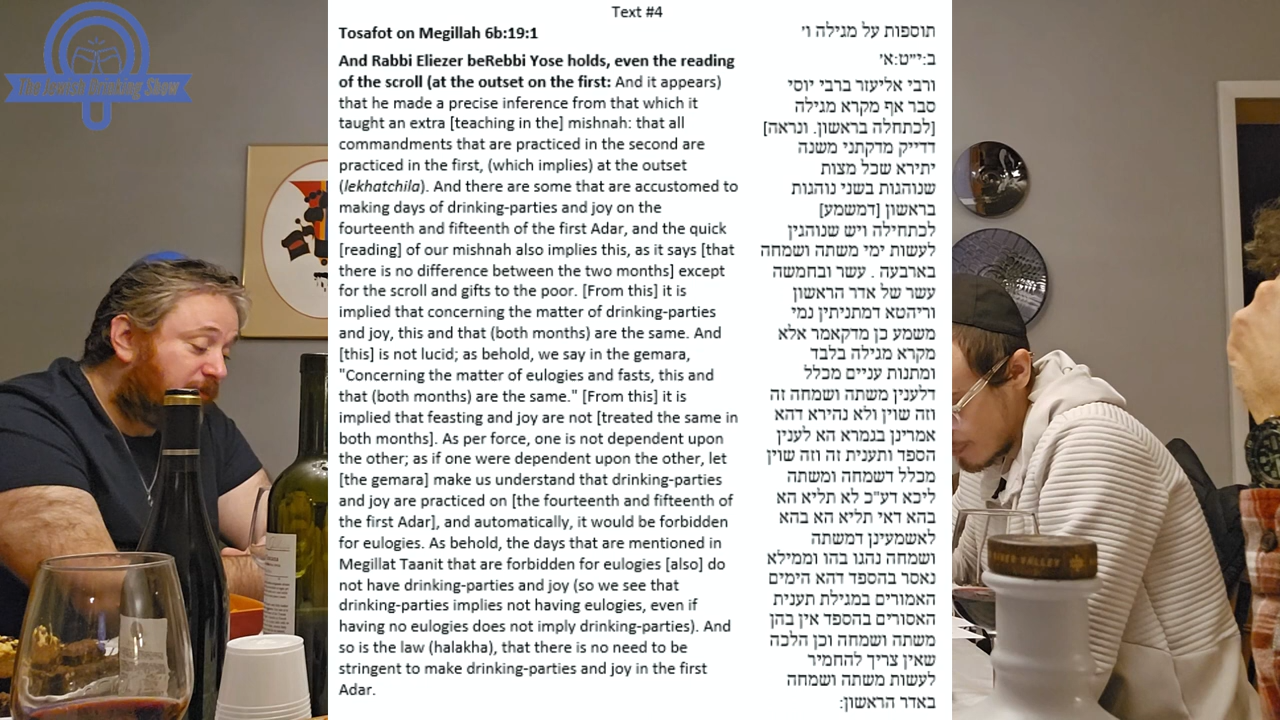 The Jewish Drinking Show
Text #4
Tosafot on Megillah 6b:19:1
And Rabbi Eliezer beRebbi Yose holds, even the reading
of the scroll (at the outset on the first: And it appears)
that he made a precise inference from that which it
taught an extra [teaching in the] mishnah: that all
commandments that are practiced in the second are
practiced in the first, (which implies) at the outset
(lekhatchila). And there are some that are accustomed to
making days of drinking-parties and joy on the
fourteenth and fifteenth of the first Adar, and the quick
[reading] of our mishnah also implies this, as it says [that
there is no difference between the two months] except
for the scroll and gifts to the poor. [From this] it is
implied that concerning the matter of drinking-parties
and joy, this and that (both months) are the same. And
[this] is not lucid; as behold, we say in the gemara,
"Concerning the matter of eulogies and fasts, this and
that (both months) are the same." [From this] it is
implied that feasting and joy are not [treated the same in
both months]. As per force, one is not dependent upon
the other; as if one were dependent upon the other, let
[the gemara] make us understand that drinking-parties
and joy are practiced on [the fourteenth and fifteenth of
the first Adar], and automatically, it would be forbidden
for eulogies. As behold, the days that are mentioned in
Megillat Taanit that are forbidden for eulogies [also] do
not have drinking-parties and joy (so we see that
drinking-parties implies not having eulogies, even if
having no eulogies does not imply drinking-parties). And
so is the law (halakha), that there is no need to be
stringent to make drinking-parties and joy in the first
Adar.
תוספות על מגילה ו׳
ב:י״ט:א׳
ורבי אליעזר ברבי יוסי
סבר אף מקרא מגילה
[לכתחלה בראשון. ונראה]
דדייק מדקתני משנה
יתירא שכל מצות
שנוהגות בשני נוהגות
בראשון [דמשמע]
לכתחילה ויש שנוהגין
לעשות ימי משתה ושמחה
בארבעה . עשר ובחמשה
עשר של אדר הראשון
וריהטא דמתניתין נמי
משמע כן מדקאמר אלא
מקרא מגילה בלבד
ומתנות עניים מכלל
דלענין משתה ושמחה זה
וזה שוין ולא נהירא דהא
אמרינן בגמרא הא לענין
הספד ותענית זה וזה שוין
מכלל דשמחה ומשתה
ליכא דע"כ לא תליא הא
בהא דאי תליא הא בהא
לאשמעינן דמשתה
ושמחה נהגו בהו וממילא
נאסר בהספד דהא הימים
האמורים במגילת תענית
האסורים בהספד אין בהן
משתה ושמחה וכן הלכה
שאין צריך להחמיר
לעשות משתה ושמחה
באדר הראשון: